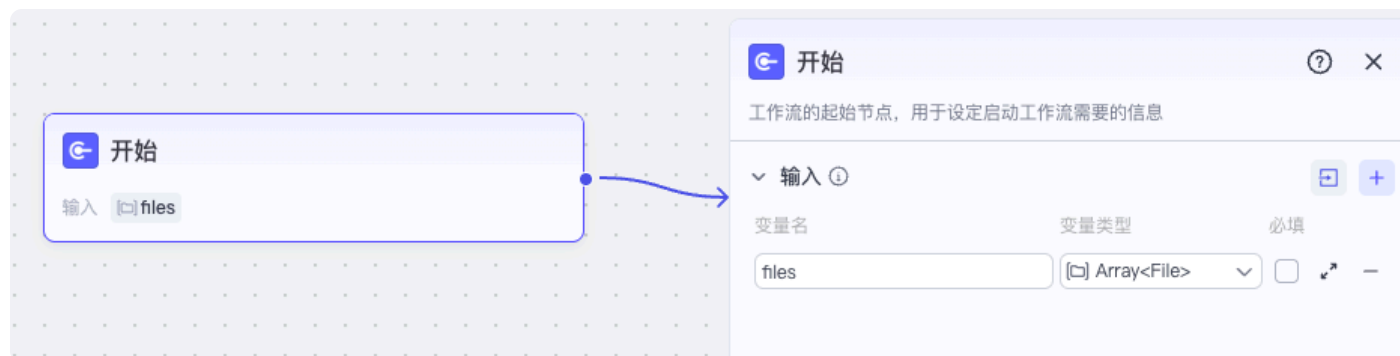 开始
输入 files
开始
工作流的起始节点，用于设定启动工作流需要的信息
输入
变量名 变量类型 必填
files Array<File>